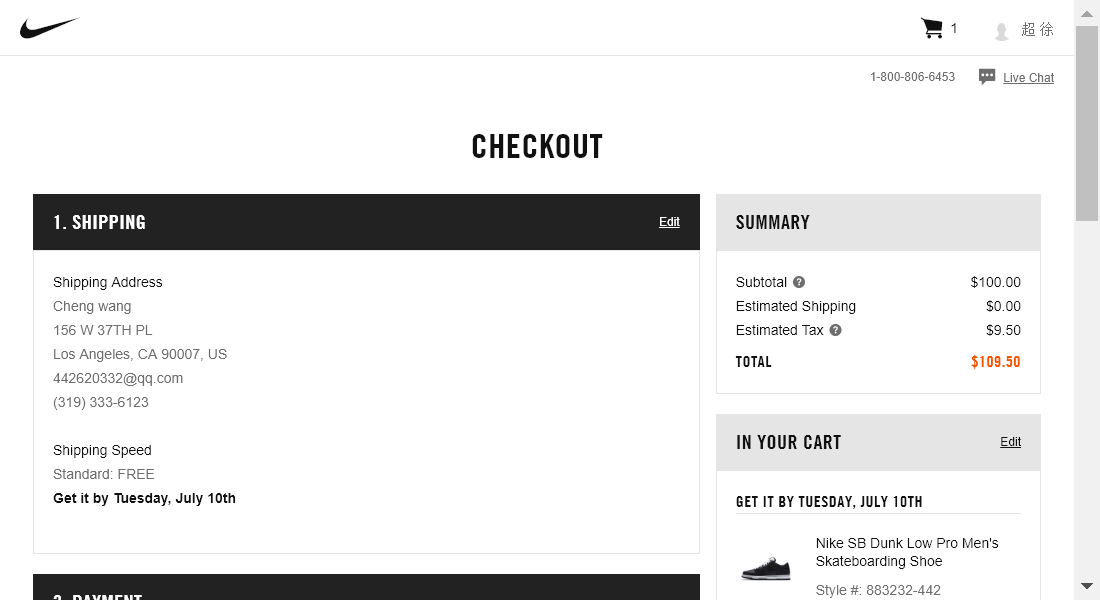 1
超 徐
1-800-806-6453
Live Chat
CHECKOUT
1. SHIPPING
Edit
Shipping Address
Cheng wang
156 W 37TH PL
Los Angeles, CA 90007, US
442620332@qq.com
(319) 333-6123
Shipping Speed
Standard: FREE
Get it by Tuesday, July 10th
2. PAYMENT
SUMMARY
Subtotal ? $100.00
Estimated Shipping $0.00
Estimated Tax ? $9.50
TOTAL $109.50
IN YOUR CART
Edit
GET IT BY TUESDAY, JULY 10TH
Nike SB Dunk Low Pro Men's
Skateboarding Shoe
Style #: 883232-442